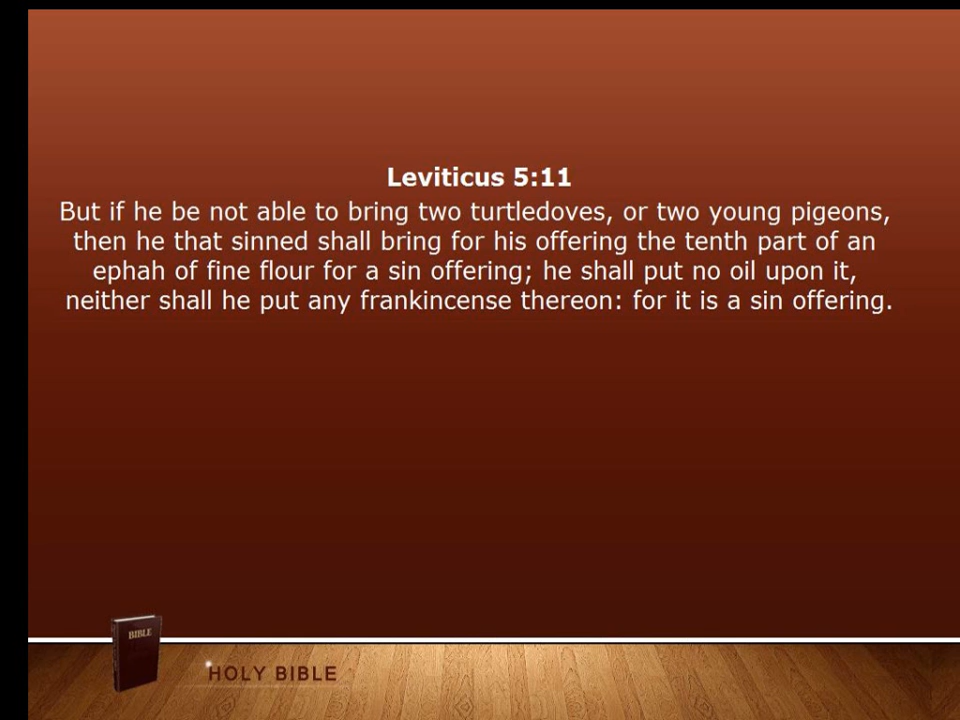 Leviticus 5:11
But if he be not able to bring two turtledoves, or two young pigeons,
then he that sinned shall bring for his offering the tenth part of an
ephah of fine flour for a sin offering; he shall put no oil upon it,
neither shall he put any frankincense thereon: for it is a sin offering.
BIBLE
HOLY BIBLE